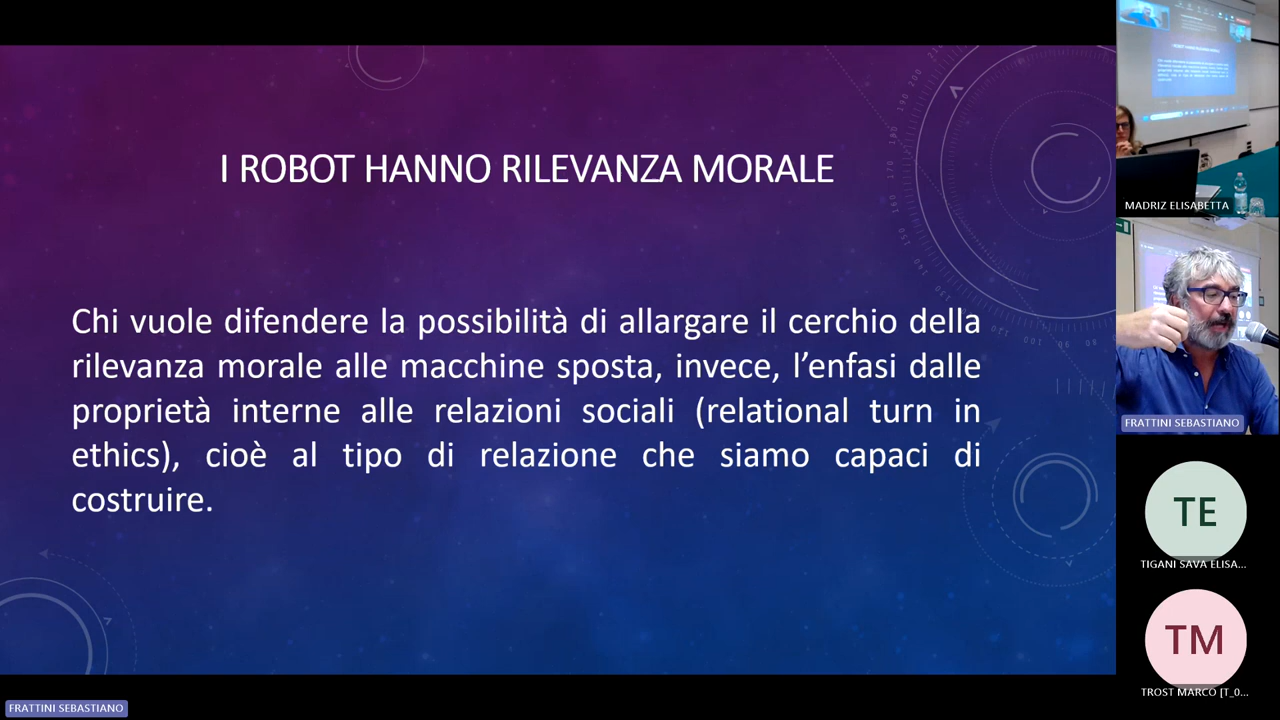 I ROBOT HANNO RILEVANZA MORALE
Chi vuole difendere la possibilità di allargare il cerchio della
rilevanza morale alle macchine sposta, invece, l’enfasi dalle
proprietà interne alle relazioni sociali (relational turn in
ethics), cioè al tipo di relazione che siamo capaci di
costruire.
FRATTINI SEBASTIANO
MADRIZ ELISABETTA
FRATTINI SEBASTIANO
TE
TIGANI SAVA ELISA...
TM
TROST MARCO [T_0...